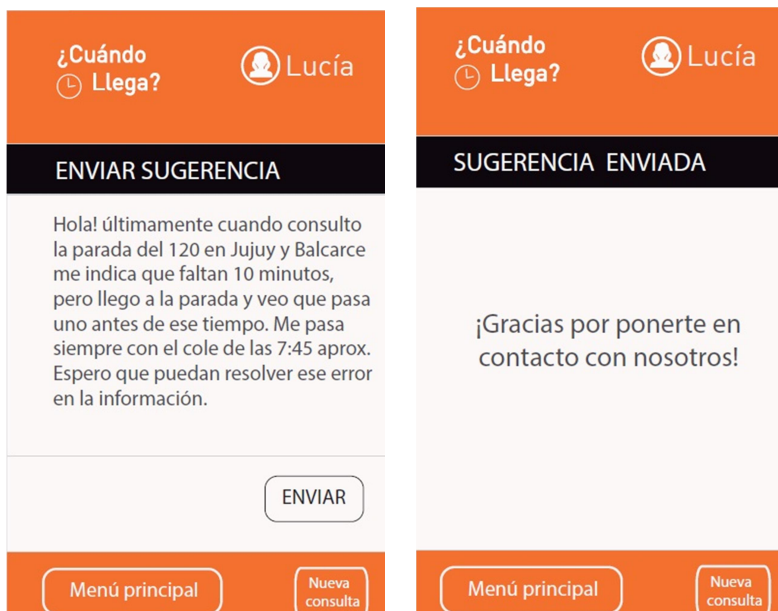 ¿Cuándo
Llega?
Lucía
ENVIAR SUGERENCIA
Hola! últimamente cuando consulto
la parada del 120 en Jujuy y Balcarce
me indica que faltan 10 minutos,
pero llego a la parada y veo que pasa
uno antes de ese tiempo. Me pasa
siempre con el cole de las 7:45 aprox.
Espero que puedan resolver ese error
en la información.
ENVIAR
Menú principal
Nueva
consulta
¿Cuándo
Llega?
Lucía
SUGERENCIA ENVIADA
¡Gracias por ponerte en
contacto con nosotros!
Menú principal
Nueva
consulta